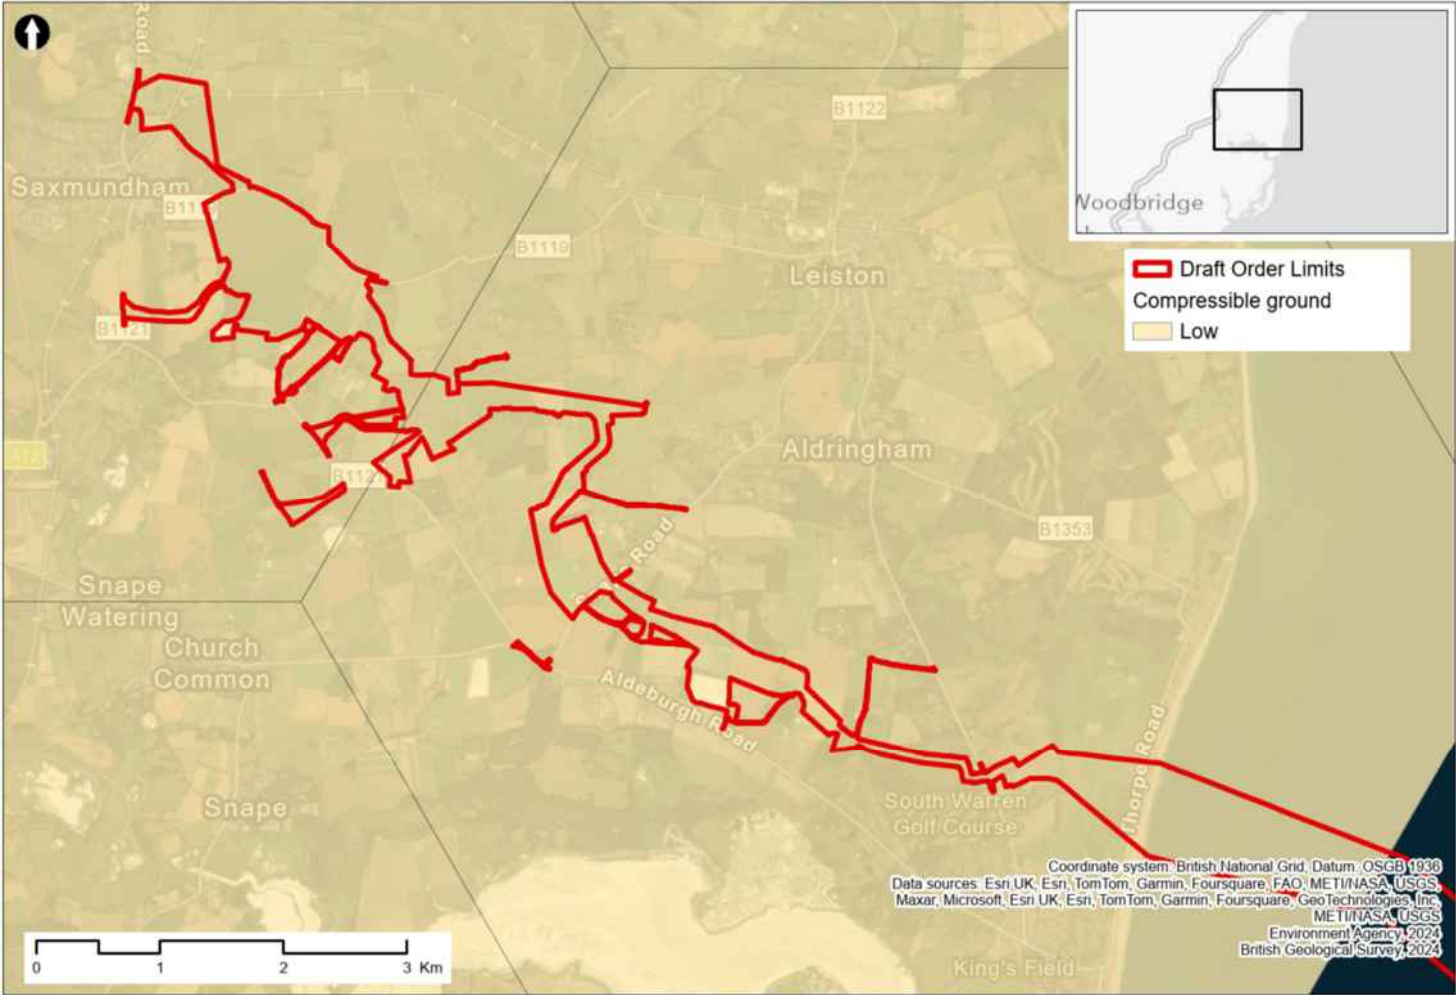 Road
B1122
Saxmundham
B1119
Leiston
B1121
Aldringham
B1353
Snape
Watering
Church
Common
Aldeburgh Road
Thorpe Road
Snape
South Warren
Golf Course
King's Field
Woodbridge
Draft Order Limits
Compressible ground
Low
Coordinate system: British National Grid; Datum: OSGB 1936
Data sources: Esri UK, Esri, TomTom, Garmin, Foursquare, FAO, METI/NASA, USGS,
Maxar, Microsoft, Esri UK, Esri, TomTom, Garmin, Foursquare, GeoTechnologies, Inc,
METI/NASA, USGS
Environment Agency, 2024
British Geological Survey, 2024
0 1 2 3 Km